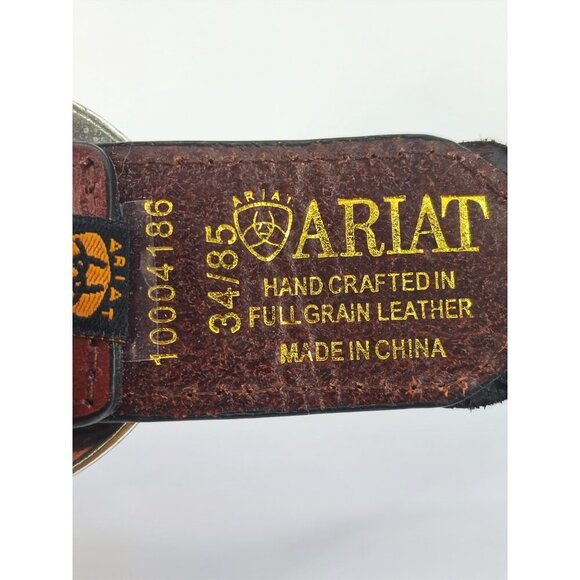 ARIAT
10004186
34/85
ARIAT
ARIAT
HAND CRAFTED IN
FULL GRAIN LEATHER
MADE IN CHINA